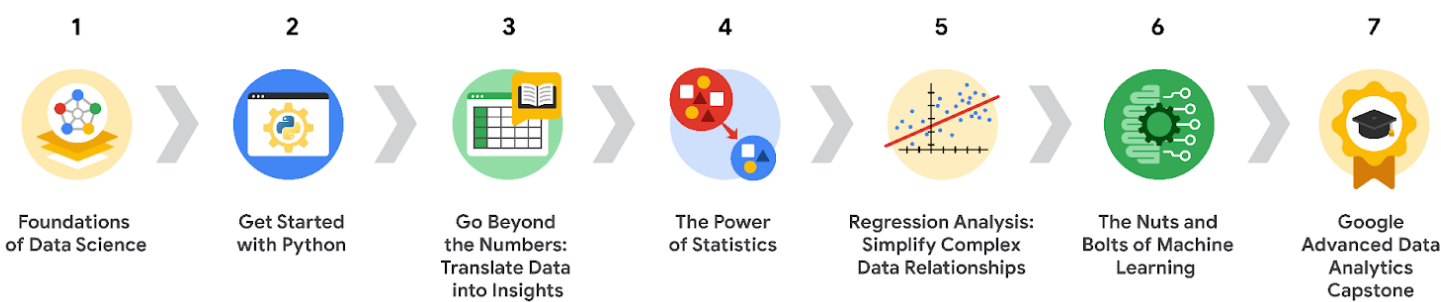 1
2
3
4
5
6
7
Foundations
of Data Science
Get Started
with Python
Go Beyond
the Numbers:
Translate Data
into Insights
The Power
of Statistics
Regression Analysis:
Simplify Complex
Data Relationships
The Nuts and
Bolts of Machine
Learning
Google
Advanced Data
Analytics
Capstone